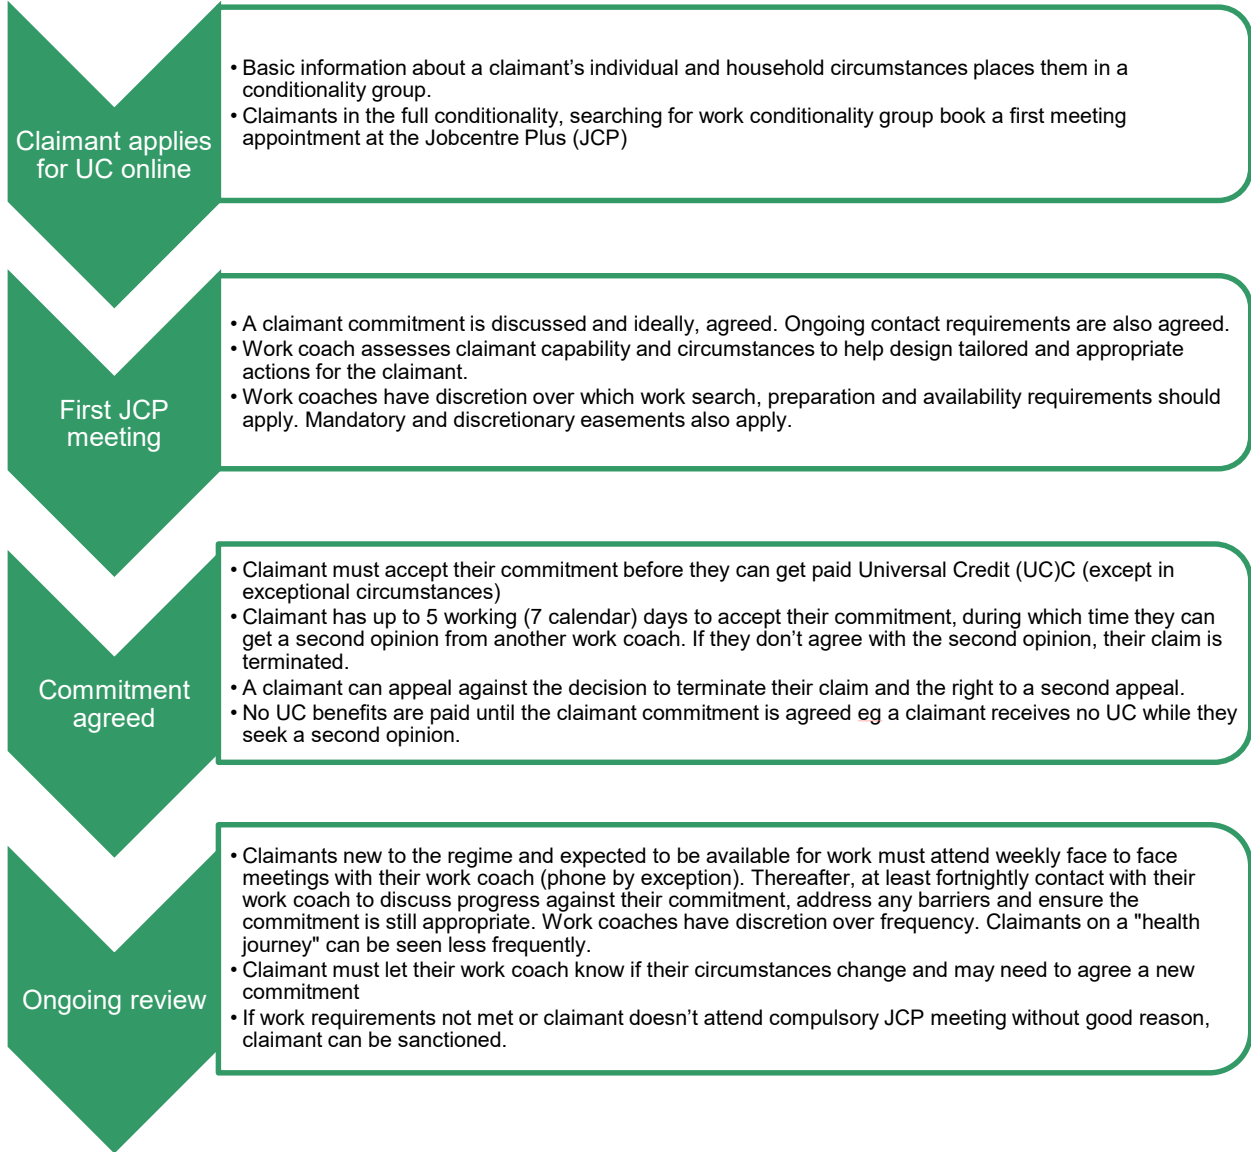 Claimant applies
for UC online
• Basic information about a claimant's individual and household circumstances places them in a
conditionality group.
• Claimants in the full conditionality, searching for work conditionality group book a first meeting
appointment at the Jobcentre Plus (JCP)
First JCP
meeting
• A claimant commitment is discussed and ideally, agreed. Ongoing contact requirements are also agreed.
• Work coach assesses claimant capability and circumstances to help design tailored and appropriate
actions for the claimant.
• Work coaches have discretion over which work search, preparation and availability requirements should
apply. Mandatory and discretionary easements also apply.
Commitment
agreed
• Claimant must accept their commitment before they can get paid Universal Credit (UC)C (except in
exceptional circumstances)
• Claimant has up to 5 working (7 calendar) days to accept their commitment, during which time they can
get a second opinion from another work coach. If they don't agree with the second opinion, their claim is
terminated.
• A claimant can appeal against the decision to terminate their claim and the right to a second appeal.
• No UC benefits are paid until the claimant commitment is agreed eg a claimant receives no UC while they
seek a second opinion.
Ongoing review
• Claimants new to the regime and expected to be available for work must attend weekly face to face
meetings with their work coach (phone by exception). Thereafter, at least fortnightly contact with their
work coach to discuss progress against their commitment, address any barriers and ensure the
commitment is still appropriate. Work coaches have discretion over frequency. Claimants on a "health
journey" can be seen less frequently.
• Claimant must let their work coach know if their circumstances change and may need to agree a new
commitment
• If work requirements not met or claimant doesn't attend compulsory JCP meeting without good reason,
claimant can be sanctioned.